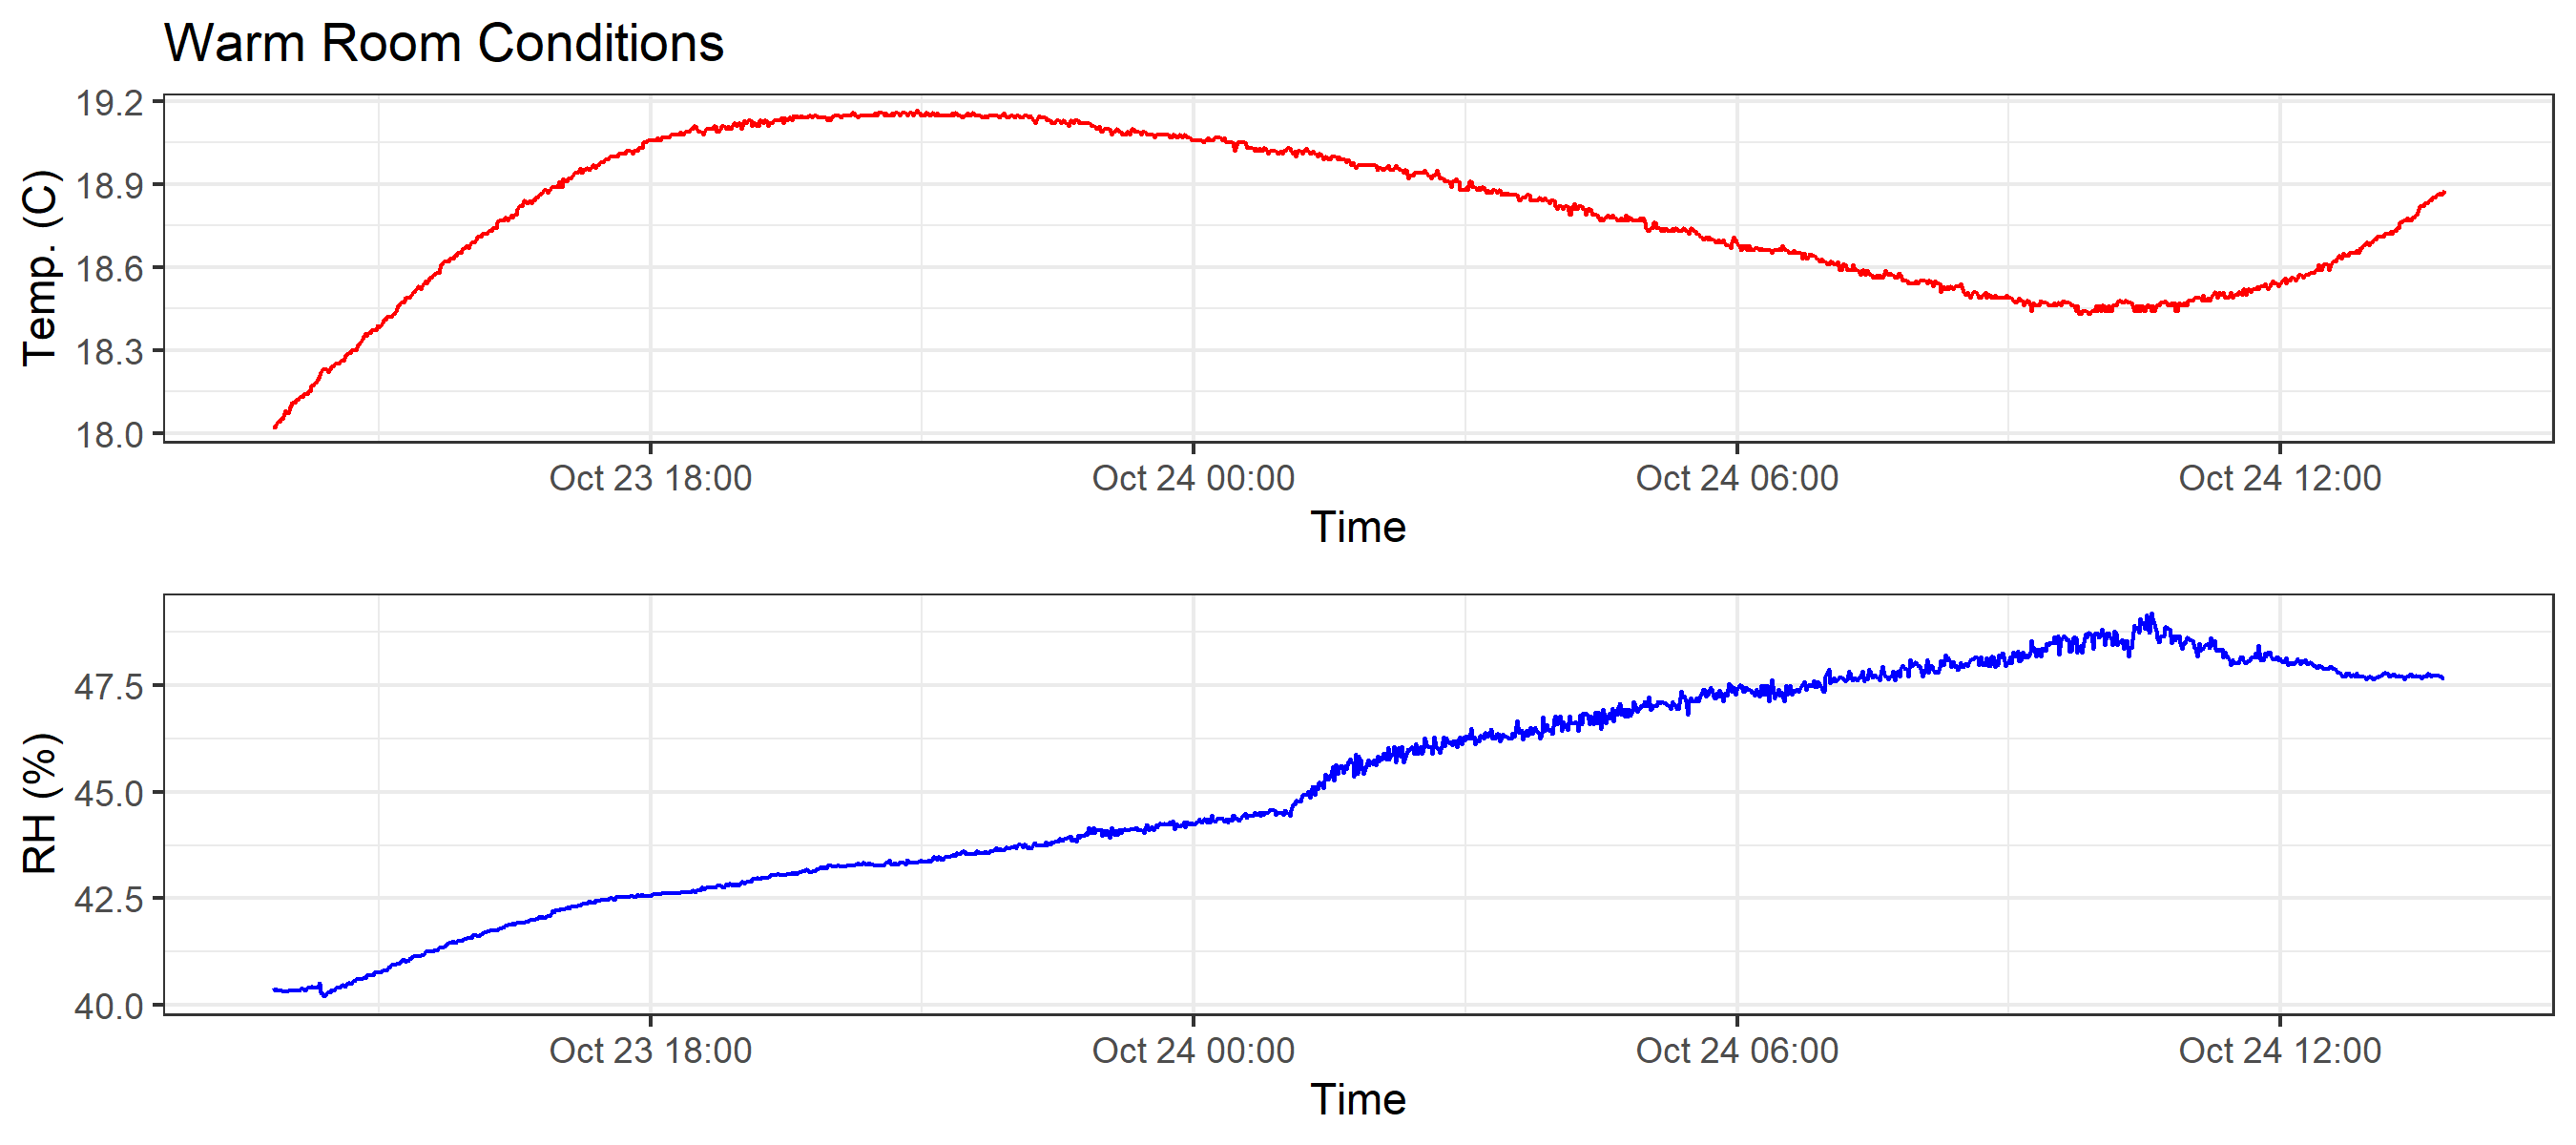 Warm Room Conditions
Temp. (C)
19.2
18.9
18.6
18.3
18.0
Oct 23 18:00 Oct 24 00:00 Oct 24 06:00 Oct 24 12:00
Time
RH (%)
47.5
45.0
42.5
40.0
Oct 23 18:00 Oct 24 00:00 Oct 24 06:00 Oct 24 12:00
Time